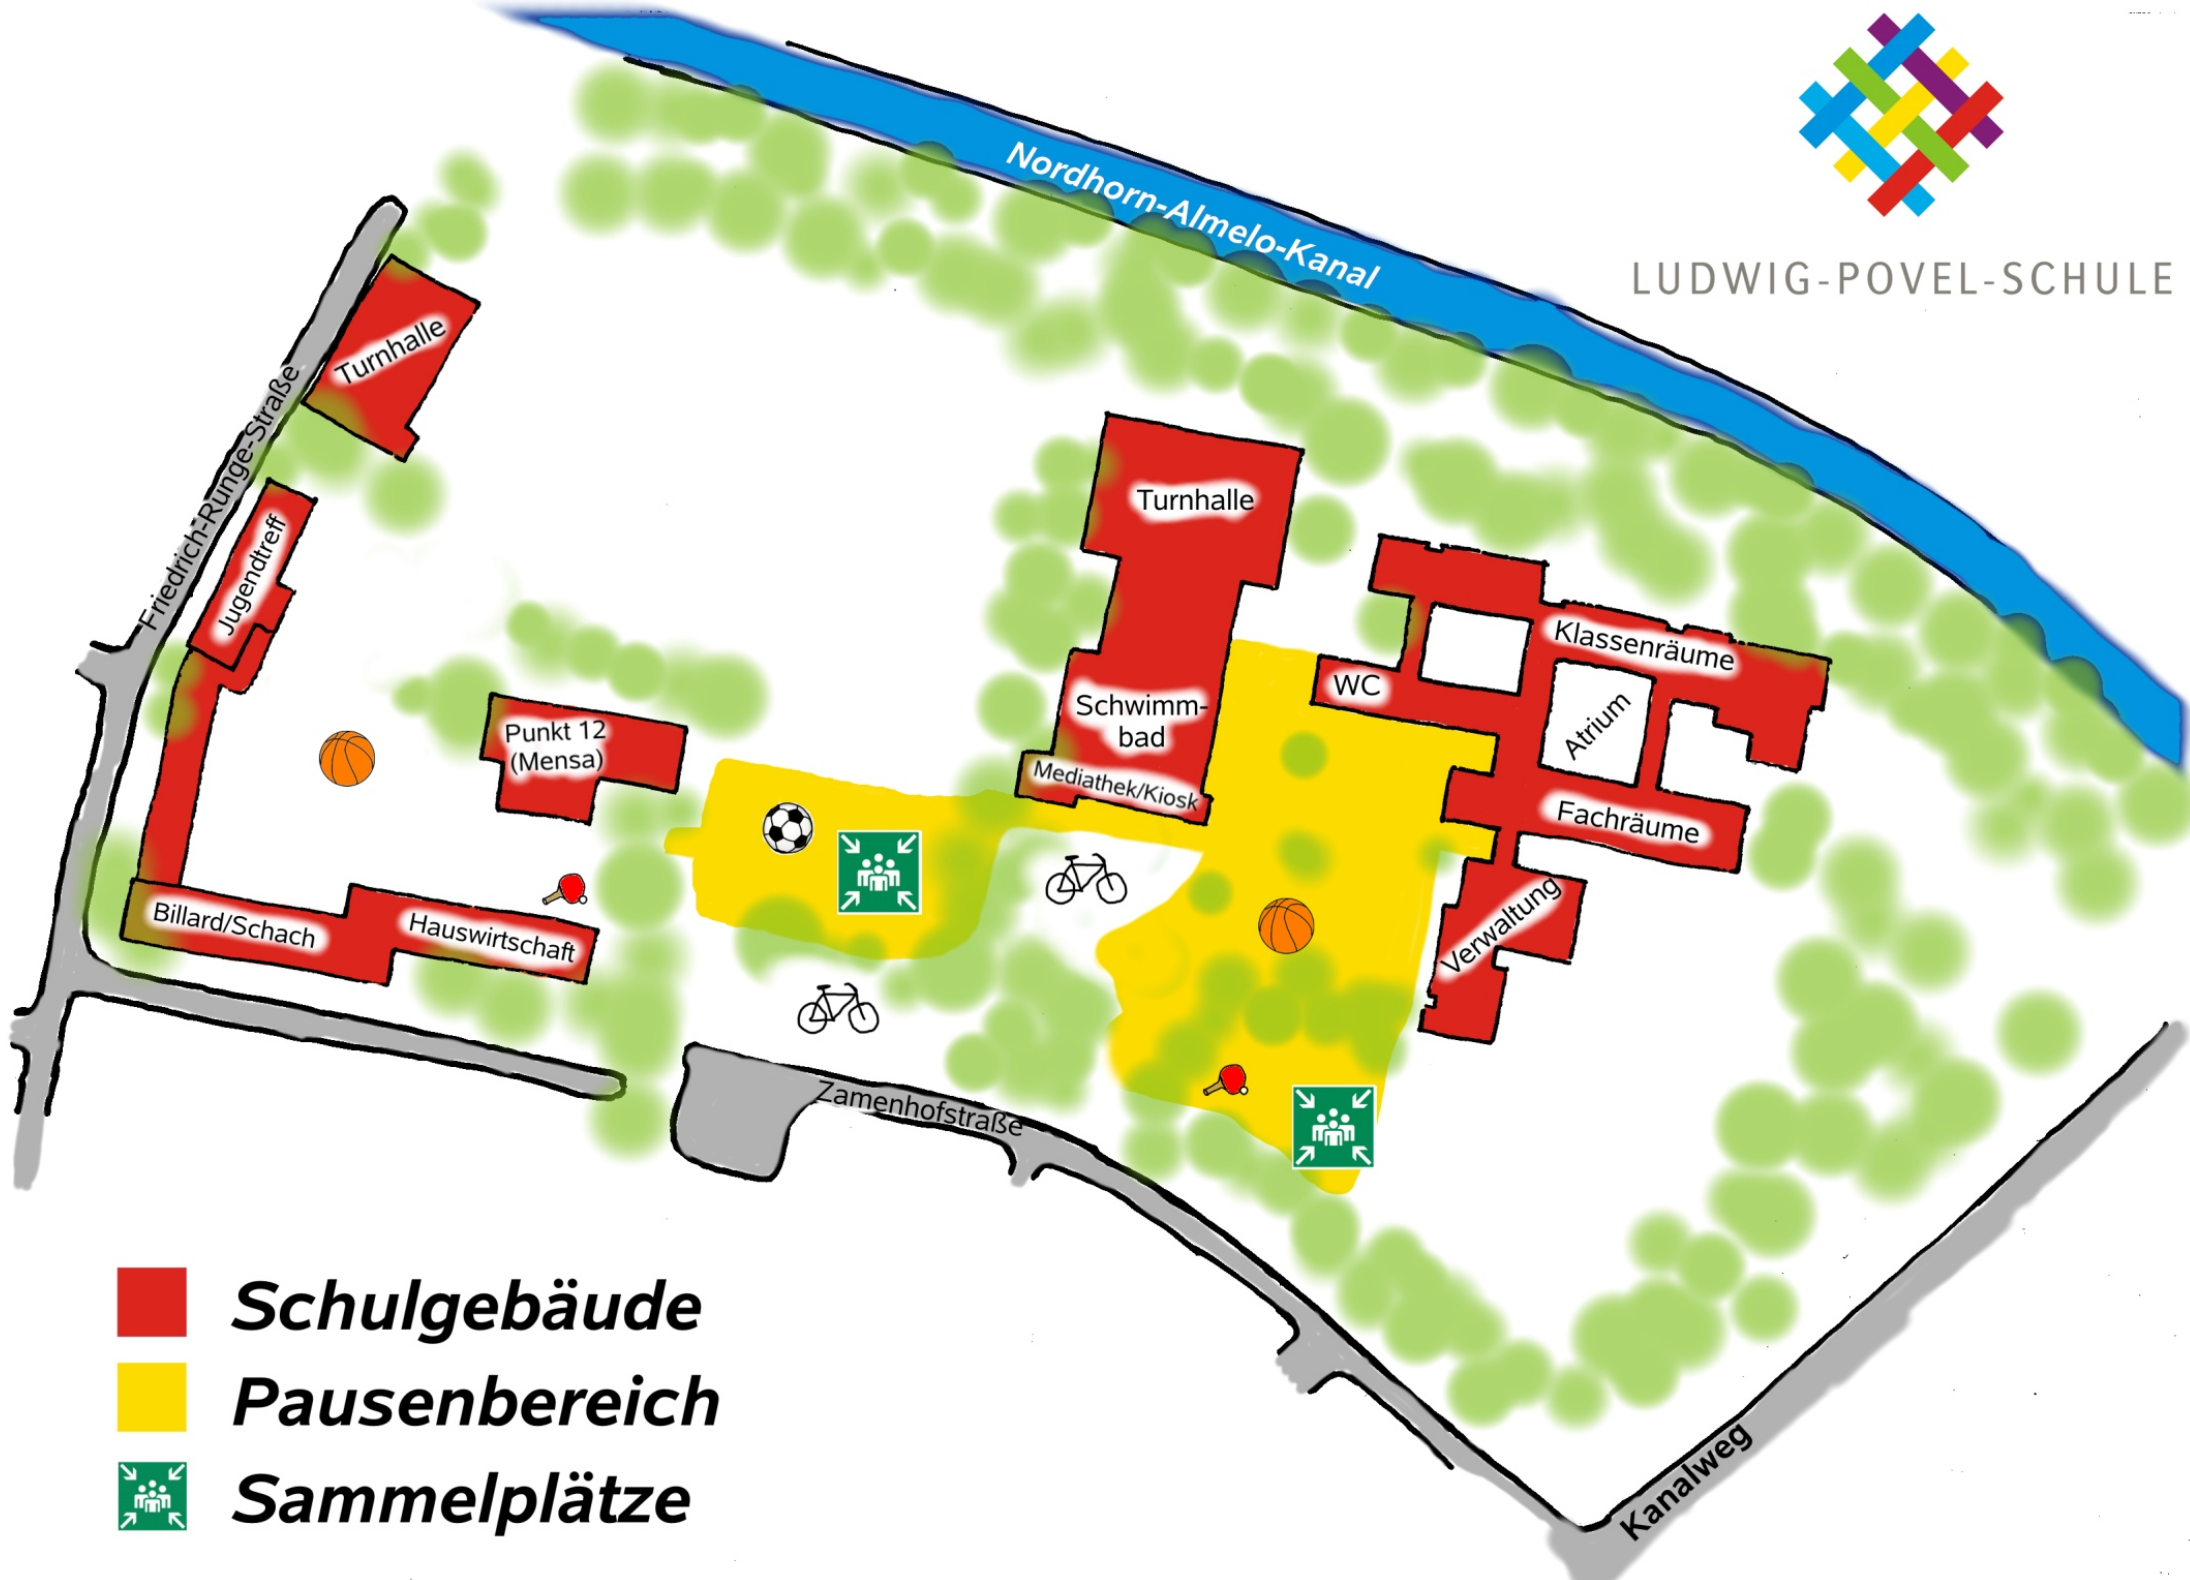 Nordhorn-Almelo-Kanal
LUDWIG-POVEL-SCHULE
Turnhalle
Friedrich-Runge-Straße
Jugendtreff
Turnhalle
Klassenräume
WC
Atrium
Schwimm-
bad
Mediathek/Kiosk
Punkt 12
(Mensa)
Fachräume
Verwaltung
Billard/Schach
Hauswirtschaft
Zamenhofstraße
Kanalweg
Schulgebäude
Pausenbereich
Sammelplätze